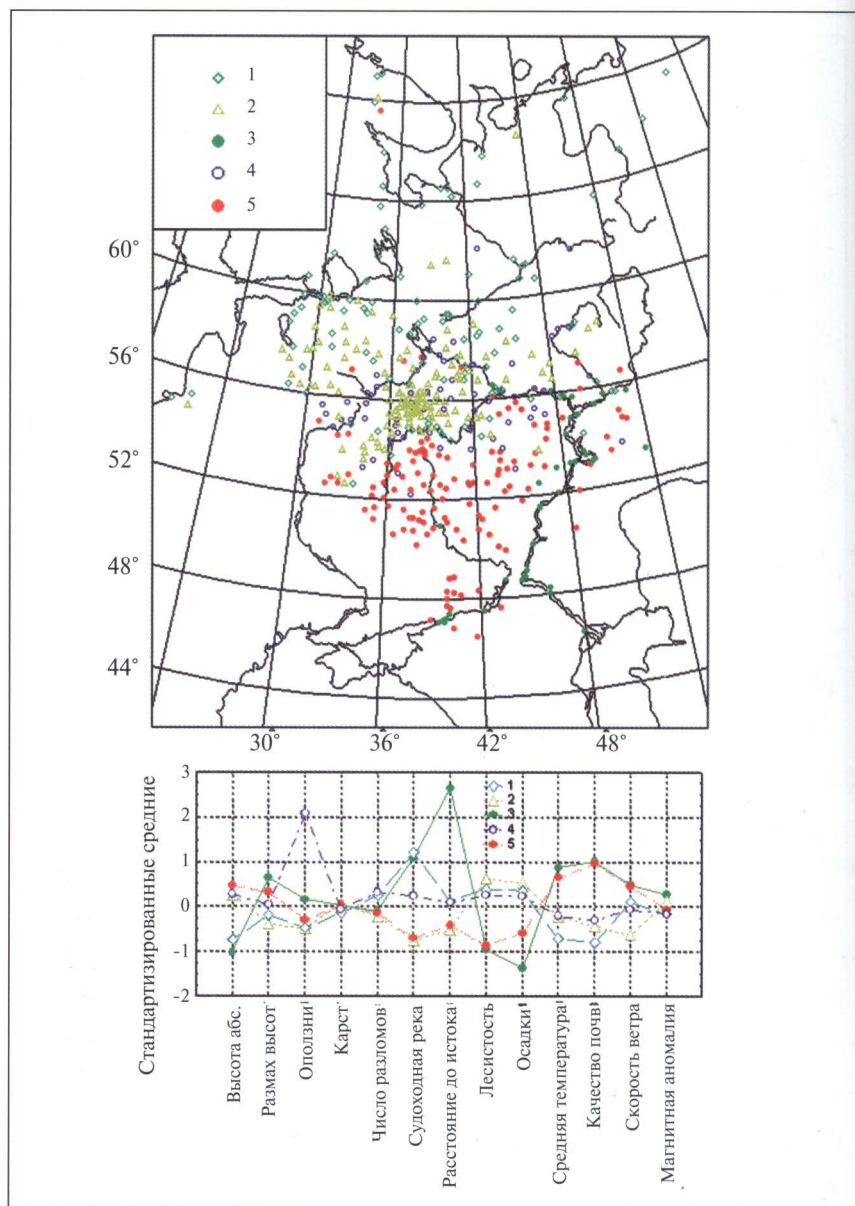 1
2
3
4
5
60°
56°
52°
48°
44°
30°
36°
42°
48°
Стандартизированные средние
3
2
1
0
-1
-2
1
2
3
4
5
Высота абс.
Размах высот
Оползни
Карст
Число разломов
Судоходная река
Расстояние до истока
Лесистость
Осадки
Средняя температура
Качество почв
Скорость ветра
Магнитная аномалия